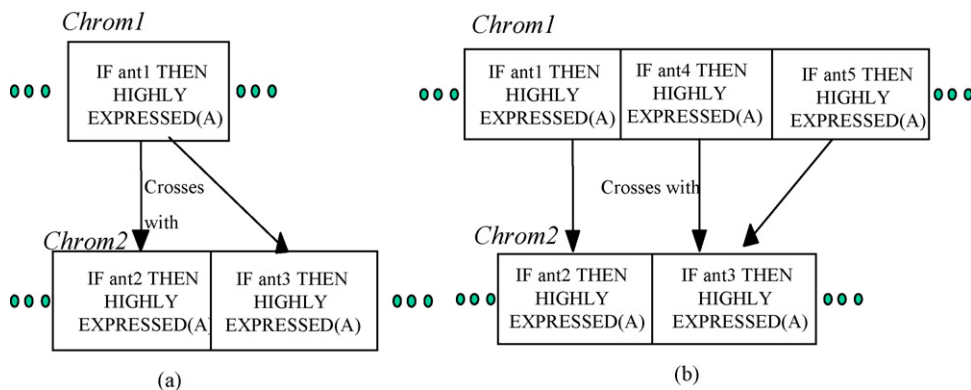 Chrom1
IF ant1 THEN
HIGHLY
EXPRESSED(A)
Crosses
with
Chrom2
IF ant2 THEN
HIGHLY
EXPRESSED(A)
IF ant3 THEN
HIGHLY
EXPRESSED(A)
(a)
Chrom1
IF ant1 THEN
HIGHLY
EXPRESSED(A)
IF ant4 THEN
HIGHLY
EXPRESSED(A)
IF ant5 THEN
HIGHLY
EXPRESSED(A)
Crosses with
Chrom2
IF ant2 THEN
HIGHLY
EXPRESSED(A)
IF ant3 THEN
HIGHLY
EXPRESSED(A)
(b)